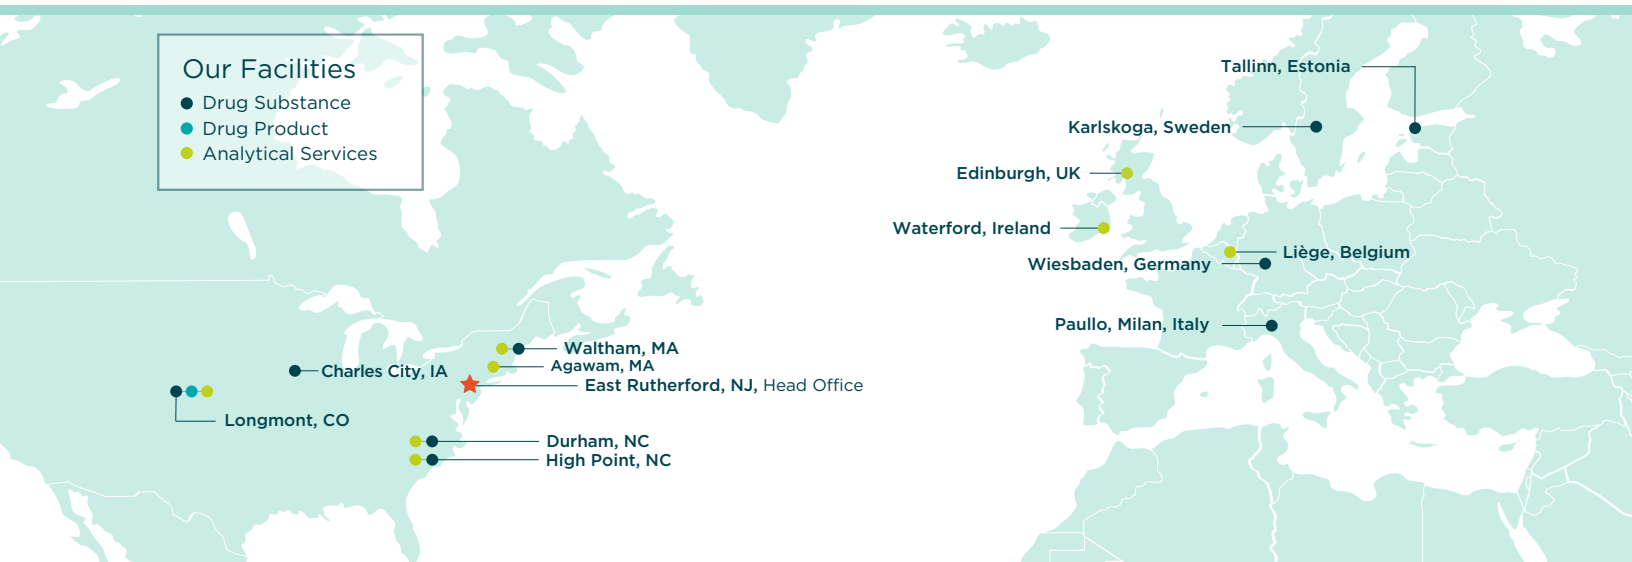 Our Facilities
Drug Substance
Drug Product
Analytical Services
Tallinn, Estonia
Karlskoga, Sweden
Edinburgh, UK
Waterford, Ireland
Liège, Belgium
Wiesbaden, Germany
Paullo, Milan, Italy
Waltham, MA
Agawam, MA
Charles City, IA
East Rutherford, NJ, Head Office
Longmont, CO
Durham, NC
High Point, NC